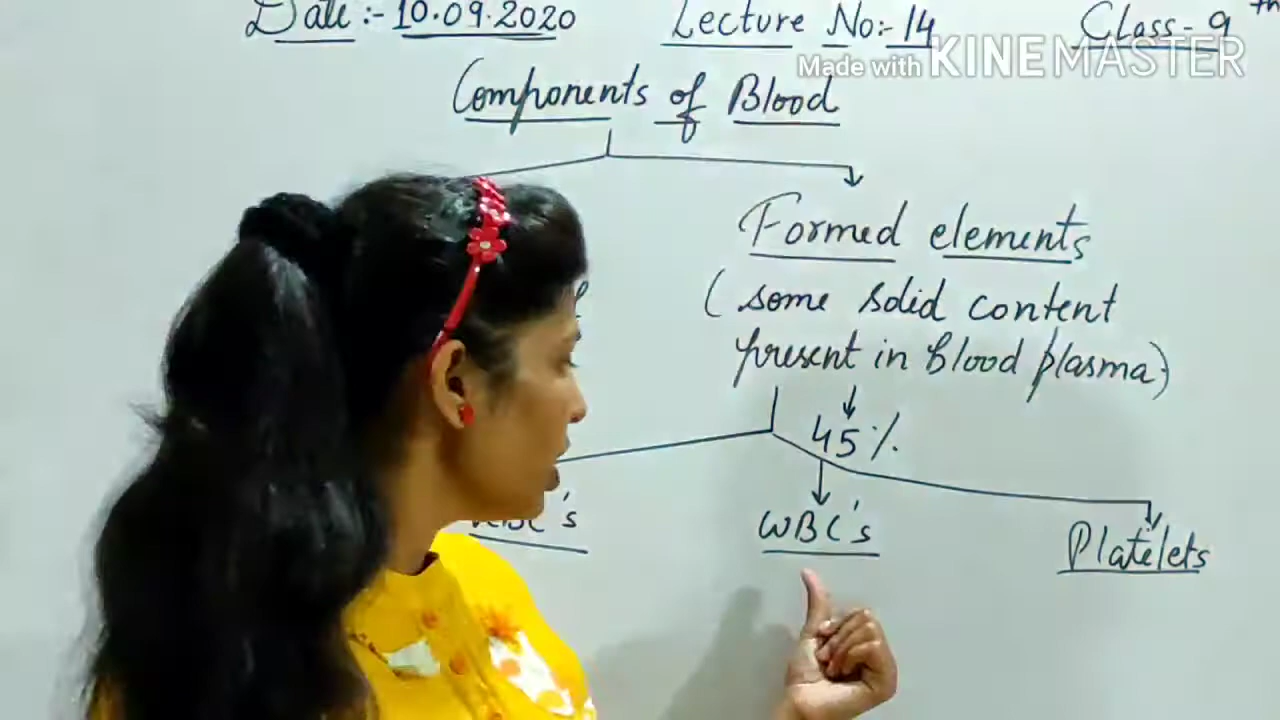 Date :- 10.09.2020 Lecture No:- 14 Class- 9th
Made with KINEMASTER
Components of Blood
Formed elements
(some solid content
present in blood plasma)
45%
WBC's
Platelets